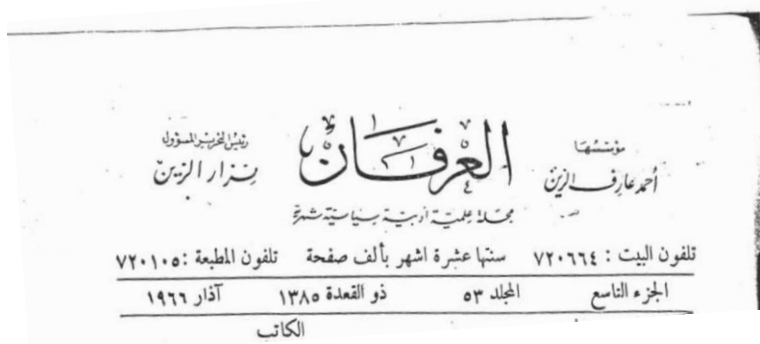 مؤسسها
أحمد عارف الزين
العرفان
رئيس التحرير المسؤول
نزار الزين
مجلة علمية أدبية سياسية شهرية
تلفون البيت : ٧٢٠٦٦٤ سنتها عشرة اشهر بألف صفحة تلفون المطبعة : ٧٢٠١٠٥
الجزء التاسع المجلد ٥٣ ذو القعدة ١٣٨٥ آذار ١٩٦٦
الكاتب